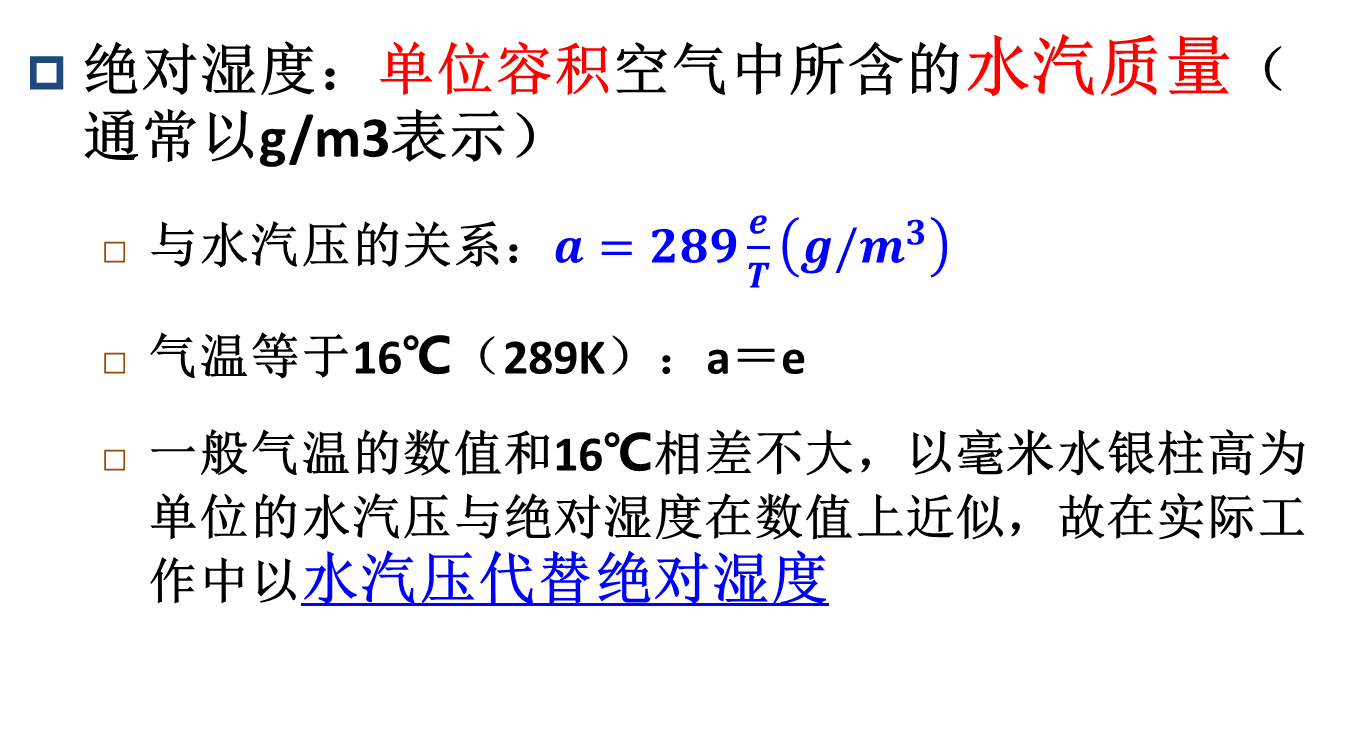 绝对湿度：单位容积空气中所含的水汽质量（
通常以g/m3表示）
与水汽压的关系：a = 289 e/T (g/m³)
气温等于16℃（289K）：a＝e
一般气温的数值和16℃相差不大，以毫米水银柱高为
单位的水汽压与绝对湿度在数值上近似，故在实际工
作中以水汽压代替绝对湿度